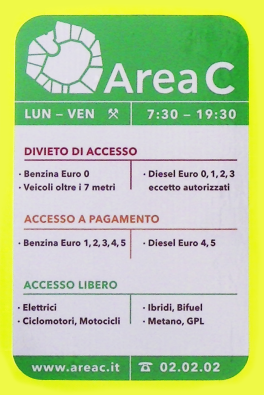 Area C
LUN – VEN ⚒ 7:30 – 19:30
DIVIETO DI ACCESSO
· Benzina Euro 0
· Veicoli oltre i 7 metri
· Diesel Euro 0, 1, 2, 3
eccetto autorizzati
ACCESSO A PAGAMENTO
· Benzina Euro 1, 2, 3, 4, 5
· Diesel Euro 4, 5
ACCESSO LIBERO
· Elettrici
· Ciclomotori, Motocicli
· Ibridi, Bifuel
· Metano, GPL
www.areac.it ☎ 02.02.02